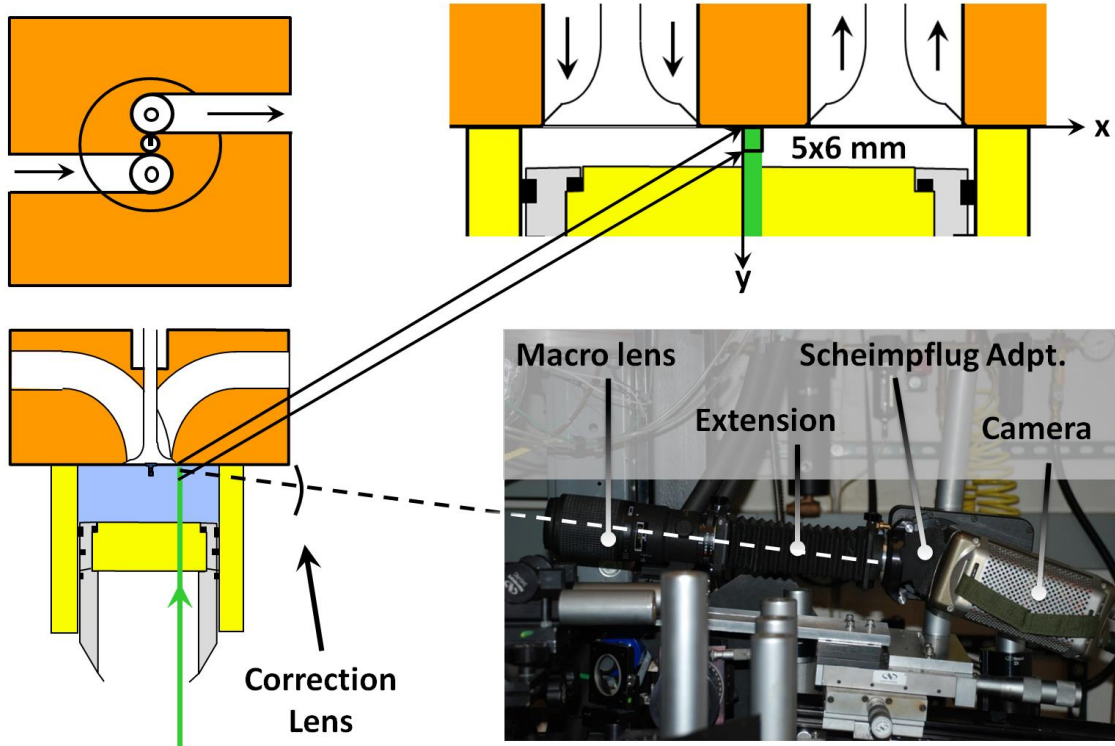 x
5x6 mm
y
Macro lens
Scheimpflug Adpt.
Extension
Camera
Correction
Lens